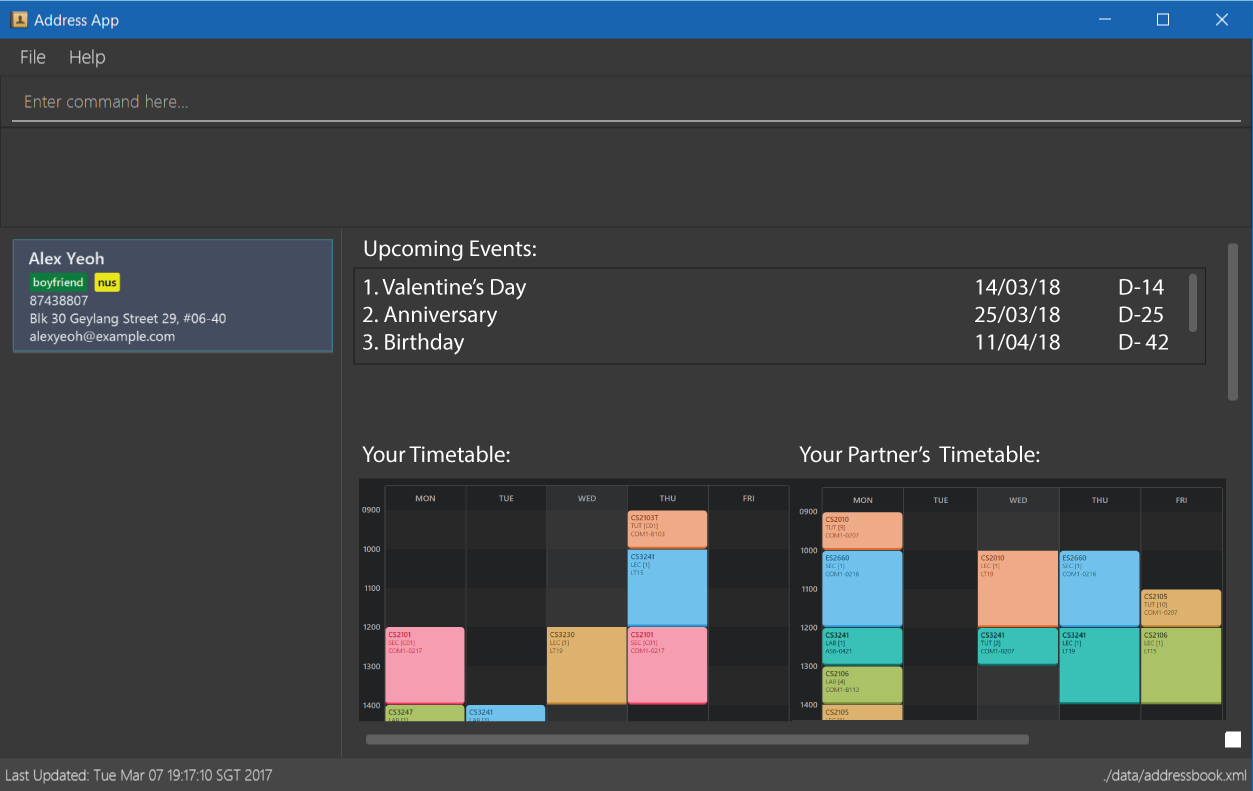 Address App
File Help
Enter command here...
Alex Yeoh
boyfriend nus
87438807
Blk 30 Geylang Street 29, #06-40
alexyeoh@example.com
Upcoming Events:
1. Valentine's Day 14/03/18 D-14
2. Anniversary 25/03/18 D-25
3. Birthday 11/04/18 D- 42
Your Timetable:
MON TUE WED THU FRI
0900
CS2103T
TUT [C01]
COM1-B103
1000
CS3241
LEC [1]
LT15
1100
1200
CS2101
SEC [C01]
COM1-0217
CS3230
LEC [1]
LT19
CS2101
SEC [C01]
COM1-0217
1300
1400
CS3247
LAB [1]
CS3241
Your Partner's Timetable:
MON TUE WED THU FRI
0900
CS2010
TUT [9]
COM1-0207
1000
ES2660
SEC [1]
COM1-0216
CS2010
LEC [1]
LT19
ES2660
SEC [1]
COM1-0216
1100
CS2105
TUT [10]
COM1-0207
1200
CS3241
LAB [1]
AS6-0421
CS3241
TUT [2]
COM1-0207
CS3241
LEC [1]
LT19
CS2106
LEC [1]
LT15
1300
CS2106
LAB [4]
COM1-B113
1400
CS2105
Last Updated: Tue Mar 07 19:17:10 SGT 2017
./data/addressbook.xml